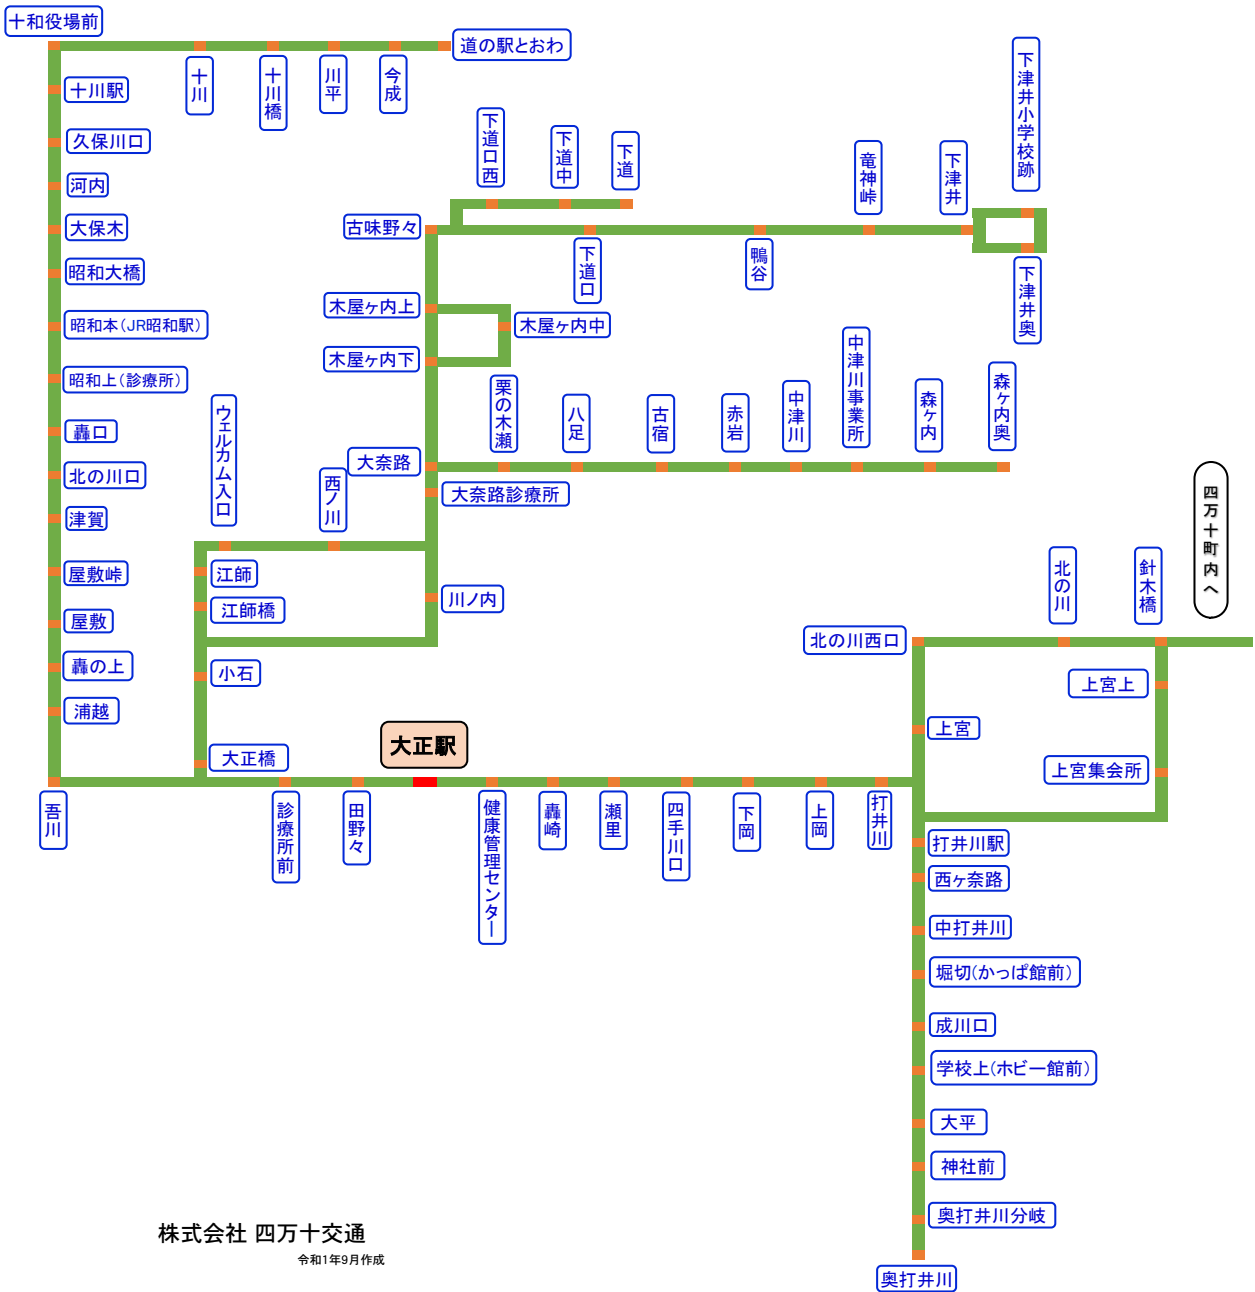 十和役場前
道の駅とおわ
十川
十川橋
川平
今成
十川駅
久保川口
河内
大保木
昭和大橋
昭和本(JR昭和駅)
昭和上(診療所)
轟口
北の川口
津賀
屋敷峠
屋敷
轟の上
浦越
吾川
下道口西
下道中
下道
古味野々
下道口
鴨谷
竜神峠
下津井
下津井小学校跡
下津井奥
木屋ヶ内上
木屋ヶ内中
木屋ヶ内下
栗の木瀬
八足
古宿
赤岩
中津川
中津川事業所
森ヶ内
森ヶ内奥
大奈路
大奈路診療所
ウェルカム入口
西ノ川
江師
江師橋
川ノ内
小石
大正橋
大正駅
診療所前
田野々
健康管理センター
轟崎
瀬里
四手川口
下岡
上岡
打井川
四万十町内へ
北の川
針木橋
北の川西口
上宮上
上宮
上宮集会所
打井川駅
西ヶ奈路
中打井川
堀切(かっぱ館前)
成川口
学校上(ホビー館前)
大平
神社前
奥打井川分岐
奥打井川
株式会社 四万十交通
令和1年9月作成